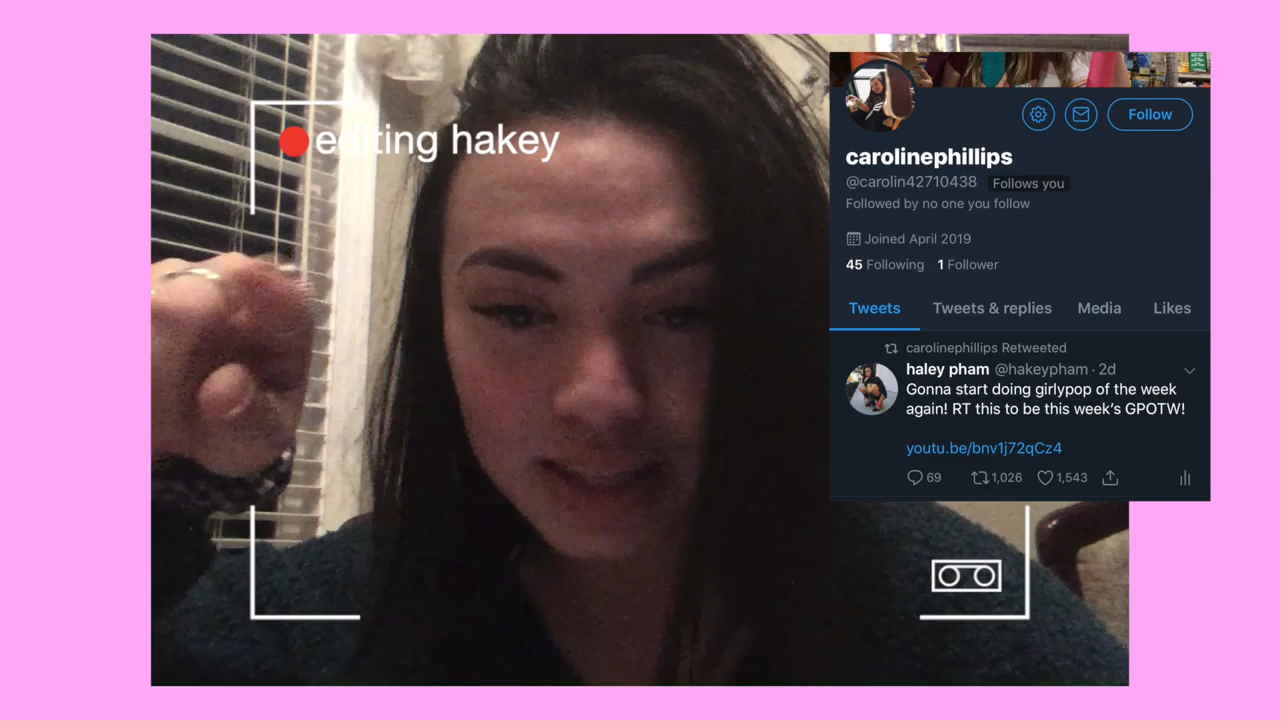 editing hakey
Follow
carolinephillips
@carolin42710438 Follows you
Followed by no one you follow
Joined April 2019
45 Following 1 Follower
Tweets Tweets & replies Media Likes
carolinephillips Retweeted
haley pham @hakeypham · 2d
Gonna start doing girlypop of the week
again! RT this to be this week’s GPOTW!
youtu.be/bnv1j72qCz4
69 1,026 1,543